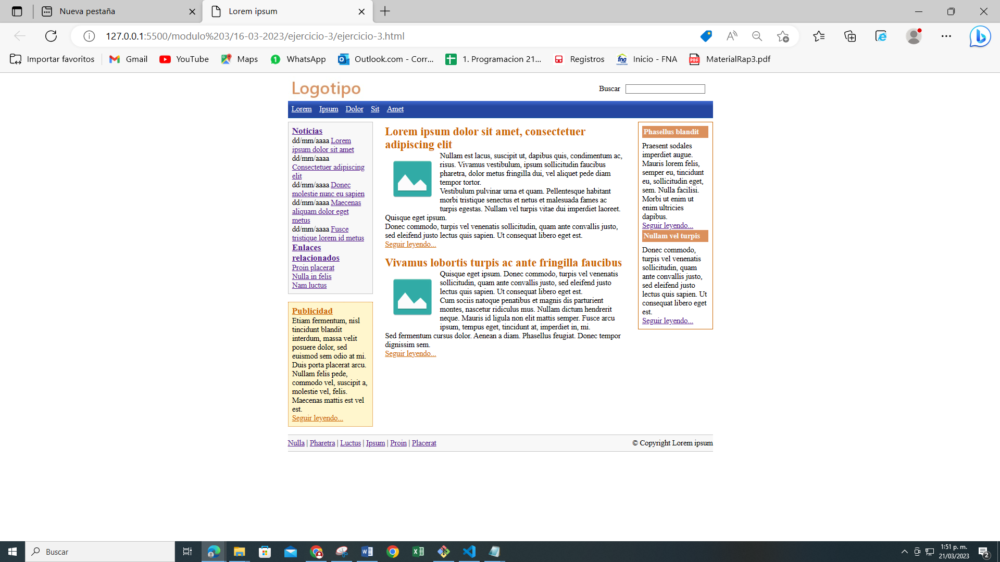 Nueva pestaña
Lorem ipsum
127.0.0.1:5500/modulo%203/16-03-2023/ejercicio-3/ejercicio-3.html
Importar favoritos
Gmail
YouTube
Maps
WhatsApp
Outlook.com - Corr...
1. Programacion 21...
Registros
Inicio - FNA
MaterialRap3.pdf
Logotipo
Buscar
Lorem Ipsum Dolor Sit Amet
Noticias
dd/mm/aaaa Lorem
ipsum dolor sit amet
dd/mm/aaaa
Consectetuer adipiscing
elit
dd/mm/aaaa Donec
molestie nunc eu sapien
dd/mm/aaaa Maecenas
aliquam dolor eget
metus
dd/mm/aaaa Fusce
tristique lorem id metus
Enlaces
relacionados
Proin placerat
Nulla in felis
Nam luctus
Publicidad
Etiam fermentum, nisl
tincidunt blandit
interdum, massa velit
posuere dolor, sed
euismod sem odio at mi.
Duis porta placerat arcu.
Nullam felis pede,
commodo vel, suscipit a,
molestie vel, felis.
Maecenas mattis est vel
est.
Seguir leyendo...
Lorem ipsum dolor sit amet, consectetuer
adipiscing elit
Nullam est lacus, suscipit ut, dapibus quis, condimentum ac,
risus. Vivamus vestibulum, ipsum sollicitudin faucibus
pharetra, dolor metus fringilla dui, vel aliquet pede diam
tempor tortor.
Vestibulum pulvinar urna et quam. Pellentesque habitant
morbi tristique senectus et netus et malesuada fames ac
turpis egestas. Nullam vel turpis vitae dui imperdiet laoreet.
Quisque eget ipsum.
Donec commodo, turpis vel venenatis sollicitudin, quam ante convallis justo,
sed eleifend justo lectus quis sapien. Ut consequat libero eget est.
Seguir leyendo...
Vivamus lobortis turpis ac ante fringilla faucibus
Quisque eget ipsum. Donec commodo, turpis vel venenatis
sollicitudin, quam ante convallis justo, sed eleifend justo
lectus quis sapien. Ut consequat libero eget est.
Cum sociis natoque penatibus et magnis dis parturient
montes, nascetur ridiculus mus. Nullam dictum hendrerit
neque. Mauris id ligula non elit mattis semper. Fusce arcu
ipsum, tempus eget, tincidunt at, imperdiet in, mi.
Sed fermentum cursus dolor. Aenean a diam. Phasellus feugiat. Donec tempor
dignissim sem.
Seguir leyendo...
Phasellus blandit
Praesent sodales
imperdiet augue.
Mauris lorem felis,
semper eu, tincidunt
eu, sollicitudin eget,
sem. Nulla facilisi.
Morbi ut enim ut
enim ultricies
dapibus.
Seguir leyendo...
Nullam vel turpis
Donec commodo,
turpis vel venenatis
sollicitudin, quam
ante convallis justo,
sed eleifend justo
lectus quis sapien. Ut
consequat libero eget
est.
Seguir leyendo...
Nulla | Pharetra | Luctus | Ipsum | Proin | Placerat
© Copyright Lorem ipsum
Buscar
1:51 p. m.
21/03/2023
2